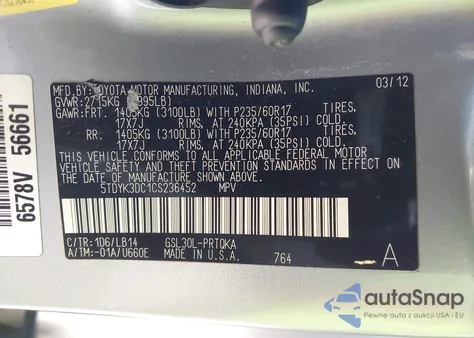 MFD.BY:TOYOTA MOTOR MANUFACTURING, INDIANA, INC.
03/12
GVWR:2715KG 5995LB)
GAWR:FRT. 1405KG (3100LB) WITH P235/60R17 TIRES,
17X7J RIMS, AT 240KPA (35PSI) COLD.
RR. 1405KG (3100LB) WITH P235/60R17 TIRES,
17X7J RIMS, AT 240KPA (35PSI) COLD.
THIS VEHICLE CONFORMS TO ALL APPLICABLE FEDERAL MOTOR
VEHICLE SAFETY AND THEFT PREVENTION STANDARDS IN EFFECT
ON THE DATE OF MANUFACTURE SHOWN ABOVE.
5TDYK3DC1CS236452 MPV
C/TR:1D6/LB14 GSL30L-PRTQKA
A/TM:-01A/U660E MADE IN U.S.A. 764
A
6578V 56661
autoSnap
Pewne auta z aukcji USA i EU